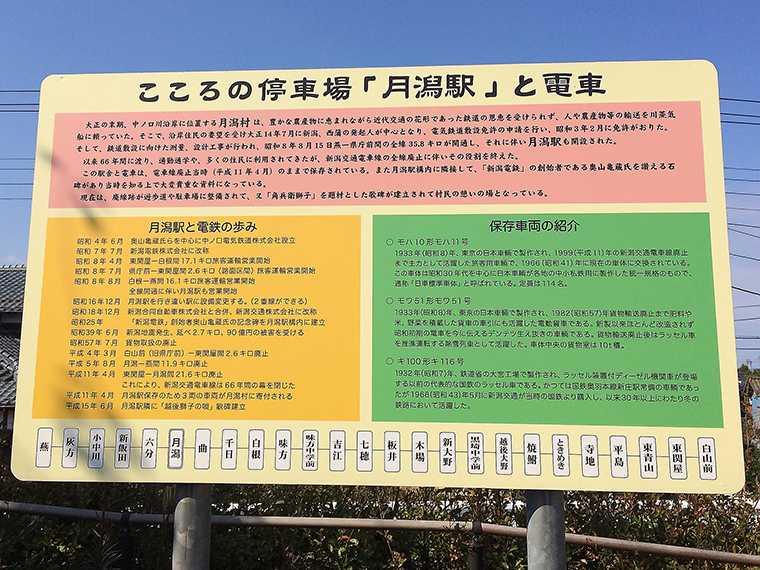 こころの停車場「月潟駅」と電車
大正の末期、中ノ口川沿岸に位置する月潟村は、豊かな農産物に恵まれながら近代交通の花形であった鉄道の恩恵を受けられず、人や農産物等の輸送を川蒸気
船に頼っていた。そこで、沿岸住民の要望を受け大正14年7月に新潟、西蒲の発起人が中心となり、電気鉄道敷設免許の申請を行い、昭和3年2月に免許がおりた。
そして、鉄道敷設に向けた測量、設計工事が行われ、昭和8年8月15日燕一県庁前間の全線35.8キロが開通し、それに伴い月潟駅も開設された。
以来66年間に渡り、通勤通学や、多くの住民に利用されてきたが、新潟交通電車線の全線廃止に伴いその役割を終えた。
この駅舎と電車は、電車線廃止当時(平成11年4月)のままで保存されている。また月潟駅構内に隣接して、「新潟電鉄」の創始者である奥山亀蔵氏を讃える石
碑があり当時を知る上で大変貴重な資料になっている。
現在は、廃線跡が遊歩道や駐車場に整備されて、又「角兵衛獅子」を題材とした歌碑が建立されて村民の憩いの場となっている。
月潟駅と電鉄の歩み
昭和4年6月 奥山亀蔵氏らを中心に中ノ口電気鉄道株式会社設立
昭和7年7月 新潟電鉄株式会社に改称
昭和8年4月 東関屋ー白根間17.1キロ旅客運輸営業開始
昭和8年7月 県庁前ー東関屋間2.6キロ(路面区間)旅客運輸営業開始
昭和8年8月 白根ー燕間16.1キロ旅客運輸営業開始
全線開通に伴い月潟駅も営業開始
昭和16年12月 月潟駅を行き違い駅に設備変更する。(2番線ができる)
昭和18年12月 新潟合同自動車株式会社と合併、新潟交通株式会社に改称
昭和25年 「新潟電鉄」創始者奥山亀蔵氏の記念碑を月潟駅構内に建立
昭和39年6月 新潟地震発生、延べ2.7キロ、90億円の被害を受ける
昭和57年7月 貨物取扱の廃止
平成4年3月 白山前(旧県庁前)ー東関屋間2.6キロ廃止
平成5年8月 月潟ー燕間11.9キロ廃止
平成11年4月 東関屋ー月潟間21.6キロ廃止
これにより、新潟交通電車線は66年間の幕を閉じた
平成11年4月 月潟駅保存のため3両の車両が月潟村に寄付される
平成15年6月 月潟駅隣に「越後獅子の唄」歌碑建立
保存車両の紹介
○ モハ10形モハ11号
1933年(昭和8)年、東京の日本車輌で製作され、1999(平成11)年の新潟交通電車線廃止
まで主力として活躍した旅客用車輌で、1966(昭和41)年に現在の車体に交換されている。
この車体は昭和30年代を中心に日本車輌が各地の中小私鉄用に製作した統一規格のもので、
通称「日車標準車体」と呼ばれている。定員は114名。
○ モワ51形モワ51号
1933年(昭和8)年、東京の日本車輌で製作され、1982(昭和57)年貨物輸送廃止まで肥料や
米、野菜を積載した貨車の牽引にも活躍した電動貨車である。新製以来ほとんど改造されず
昭和初期の電車を今に伝えるデンテツ生え抜きの車輌である。貨物輸送廃止後はラッセル車
を推進運転する除雪列車として活躍した。車体中央の貨物室は10t積。
○ キ100形キ116号
1932年(昭和7)年、鉄道省の大宮工場で製作され、ラッセル装置付ディーゼル機関車が登場
する以前の代表的な国鉄のラッセル車である。かつては国鉄奥羽本線新庄駅常備の車輌であっ
たが1968(昭和43)年5月に新潟交通が当時の国鉄より購入し、以来30年以上にわたり冬の
鉄路において活躍した。
燕 灰方 小中川 新飯田 六分 月潟 曲 千日 白根 味方 味方中学前 吉江 七穂 板井 木場 新大野 黒埼中学前 越後大野 焼鮒 ときめき 寺地 平島 東青山 東関屋 白山前